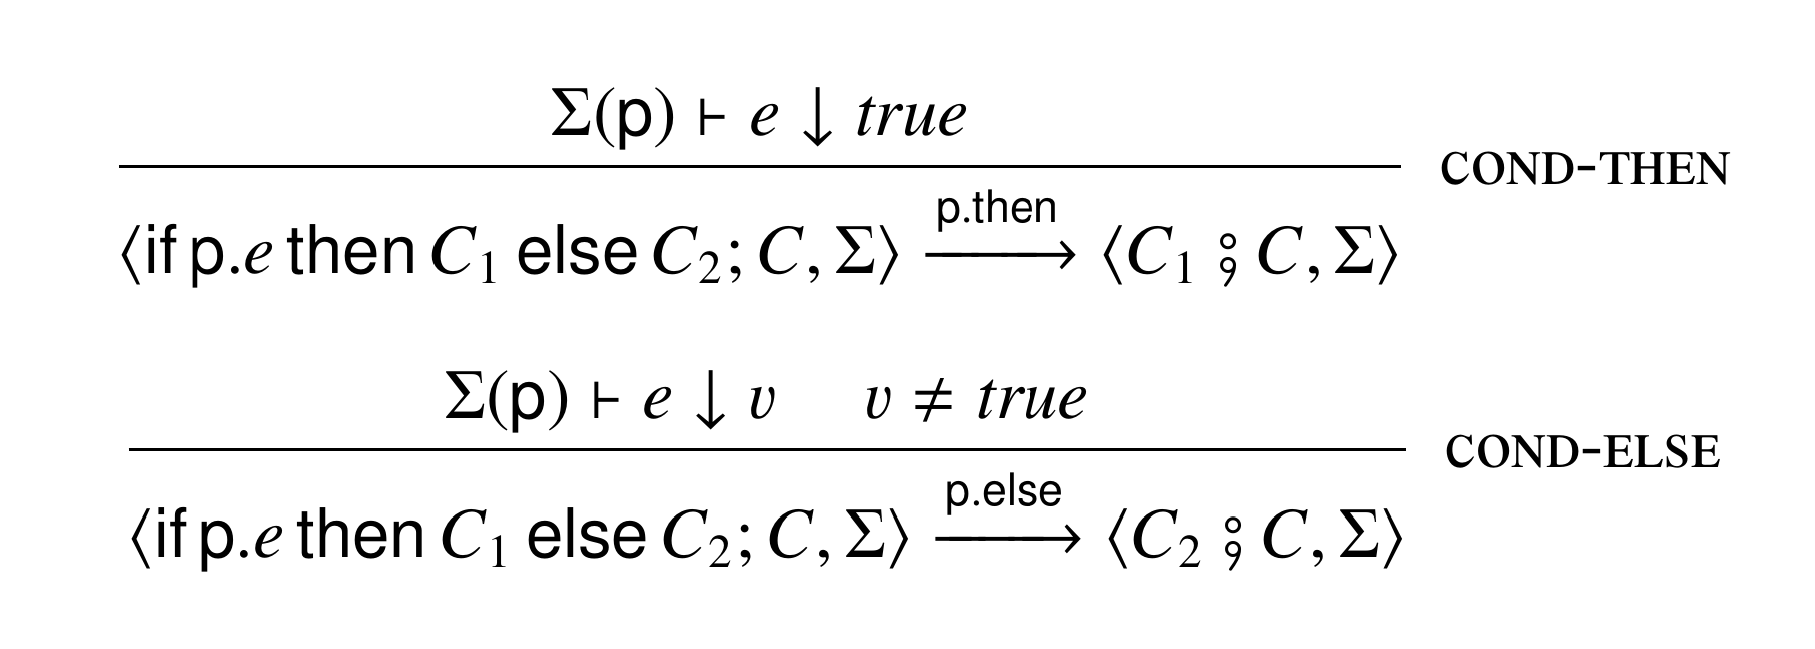 Σ(p) ⊢ e ↓ true
COND-THEN
⟨if p.e then C₁ else C₂; C, Σ⟩ p.then⟶ ⟨C₁ ⨟ C, Σ⟩
Σ(p) ⊢ e ↓ v v ≠ true
COND-ELSE
⟨if p.e then C₁ else C₂; C, Σ⟩ p.else⟶ ⟨C₂ ⨟ C, Σ⟩